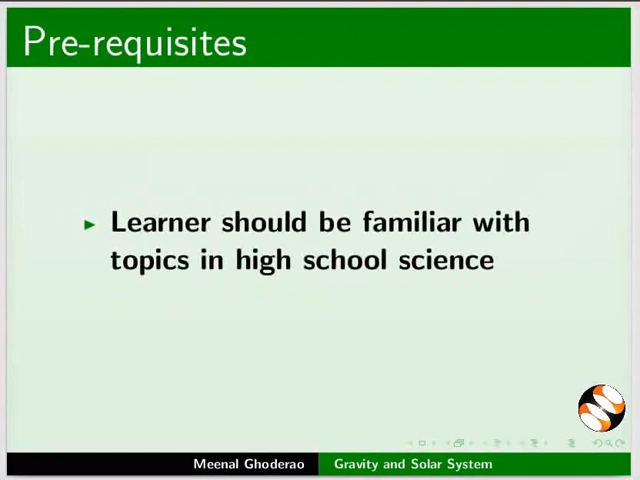 Pre-requisites
Learner should be familiar with
topics in high school science
Meenal Ghoderao
Gravity and Solar System